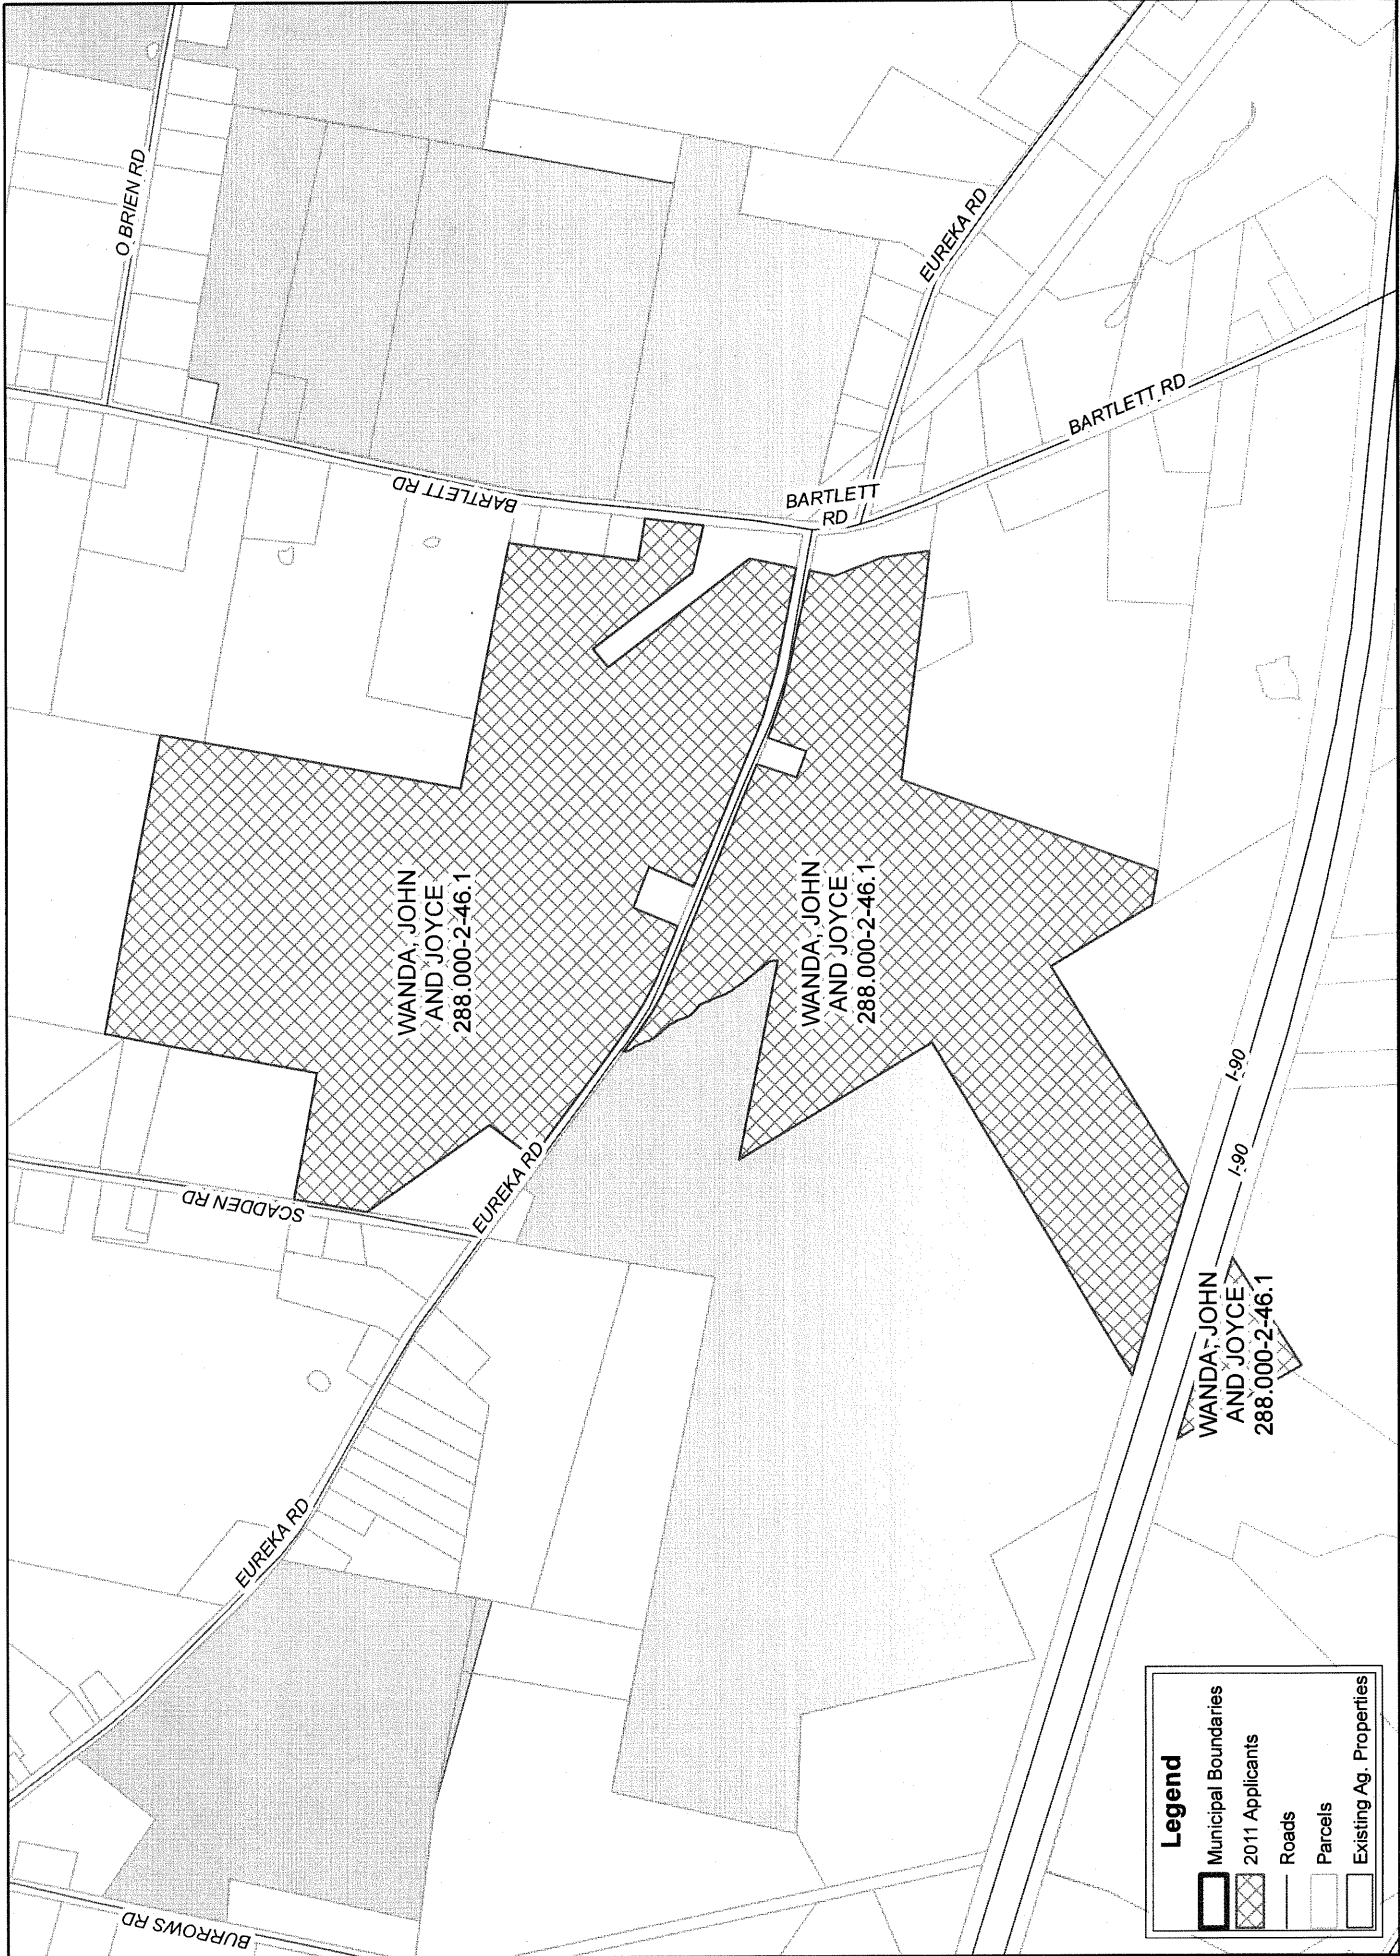 O BRIEN RD
BARTLETT RD
EUREKA RD
BARTLETT RD
BARTLETT
RD
WANDA, JOHN
AND JOYCE
288.000-2-46.1
WANDA, JOHN
AND JOYCE
288.000-2-46.1
SCADDEN RD
EUREKA RD
I-90
I-90
WANDA, JOHN
AND JOYCE
288.000-2-46.1
EUREKA RD
BURROWS RD
Legend
Municipal Boundaries
2011 Applicants
Roads
Parcels
Existing Ag. Properties